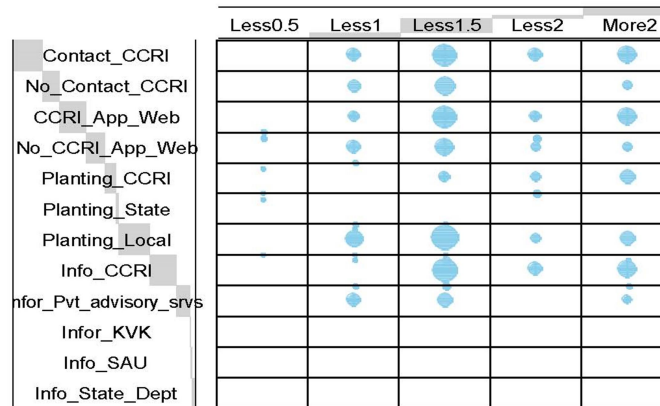 Less0.5 Less1 Less1.5 Less2 More2
Contact_CCRI
No_Contact_CCRI
CCRI_App_Web
No_CCRI_App_Web
Planting_CCRI
Planting_State
Planting_Local
Info_CCRI
nfor_Pvt_advisory_srvs
Infor_KVK
Info_SAU
Info_State_Dept